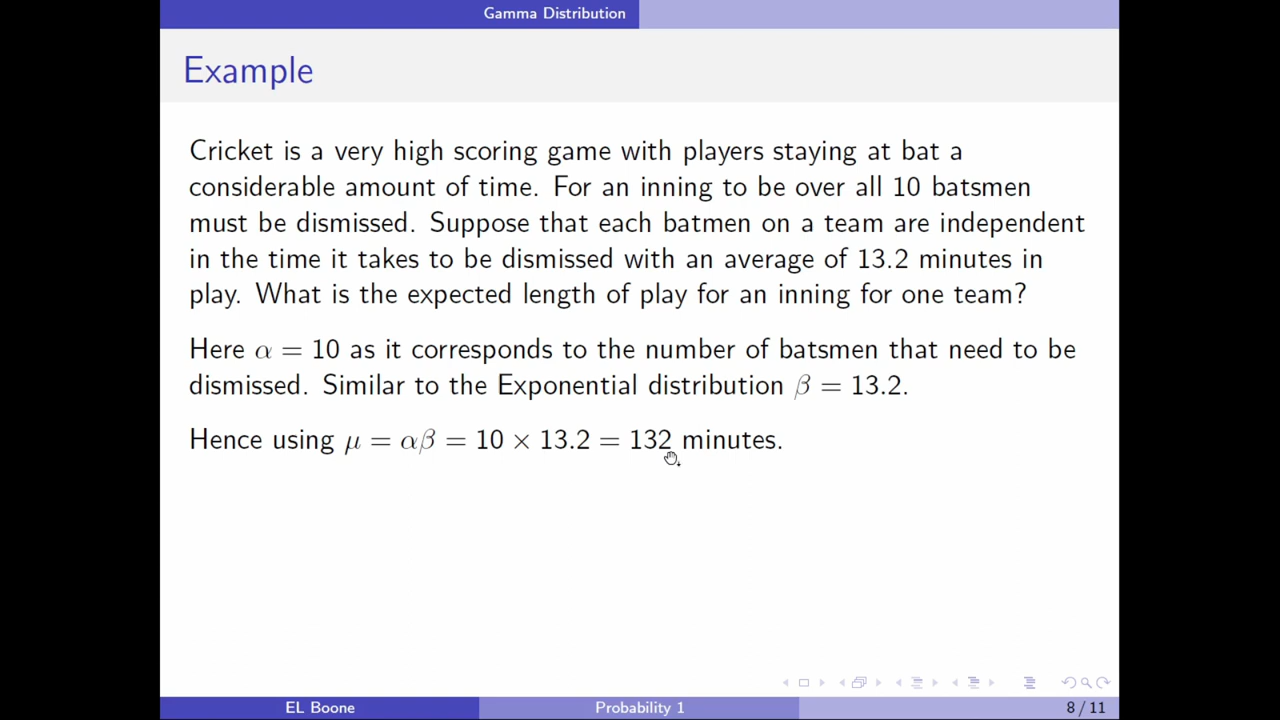 Gamma Distribution
Example
Cricket is a very high scoring game with players staying at bat a
considerable amount of time. For an inning to be over all 10 batsmen
must be dismissed. Suppose that each batmen on a team are independent
in the time it takes to be dismissed with an average of 13.2 minutes in
play. What is the expected length of play for an inning for one team?
Here α = 10 as it corresponds to the number of batsmen that need to be
dismissed. Similar to the Exponential distribution β = 13.2.
Hence using μ = αβ = 10 × 13.2 = 132 minutes.
EL Boone
Probability 1
8 / 11